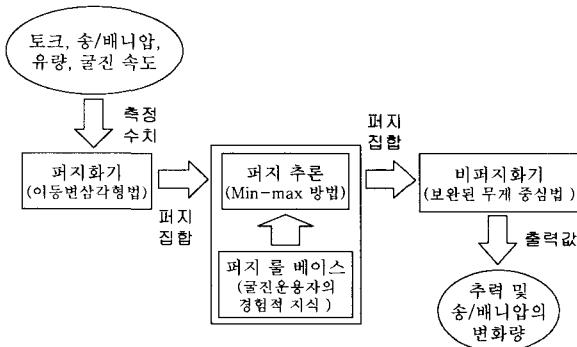 토크, 송/배니압,
유량, 굴진 속도
측정
수치
퍼지화기
(이등변삼각형법)
퍼지
집합
퍼지 추론
(Min-max 방법)
퍼지 룰 베이스
(굴진운용자의
경험적 지식)
퍼지
집합
비퍼지화기
(보완된 무게 중심법)
출력값
추력 및
송/배니압의
변화량